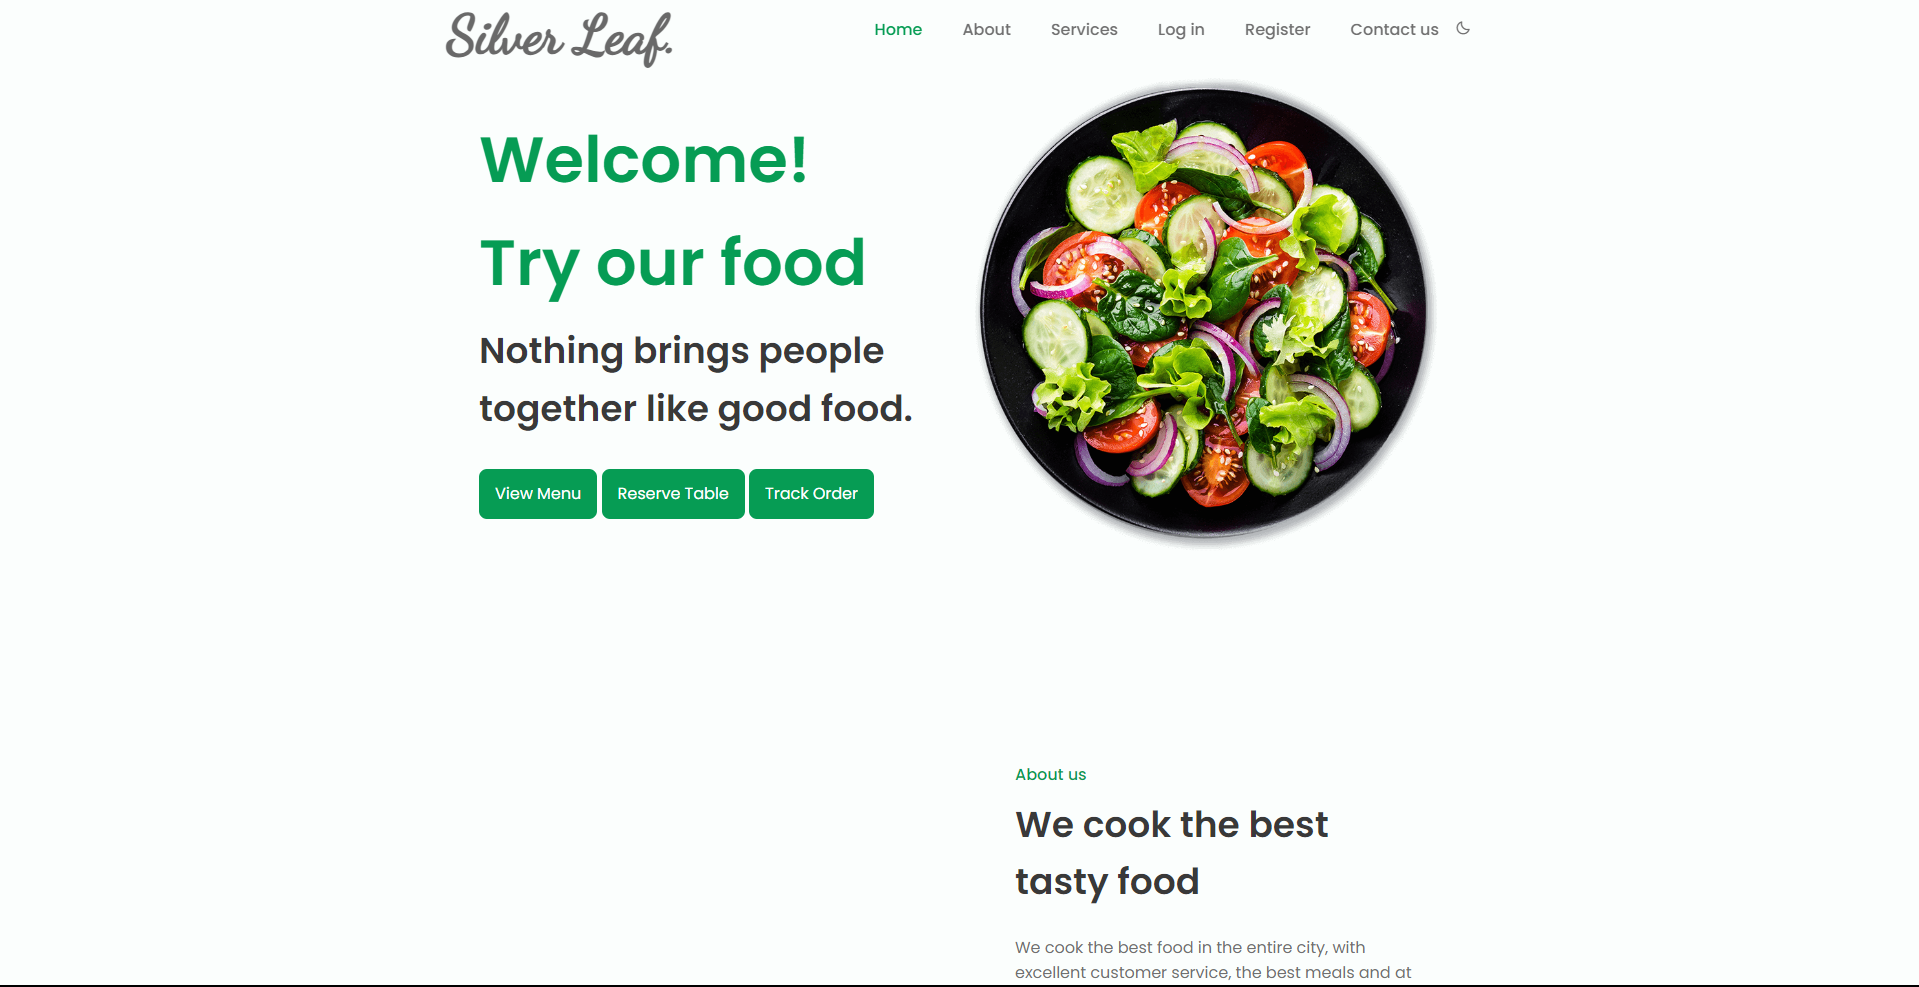 Silver Leaf.
Home About Services Log in Register Contact us
Welcome!
Try our food
Nothing brings people
together like good food.
View Menu Reserve Table Track Order
About us
We cook the best
tasty food
We cook the best food in the entire city, with
excellent customer service, the best meals and at